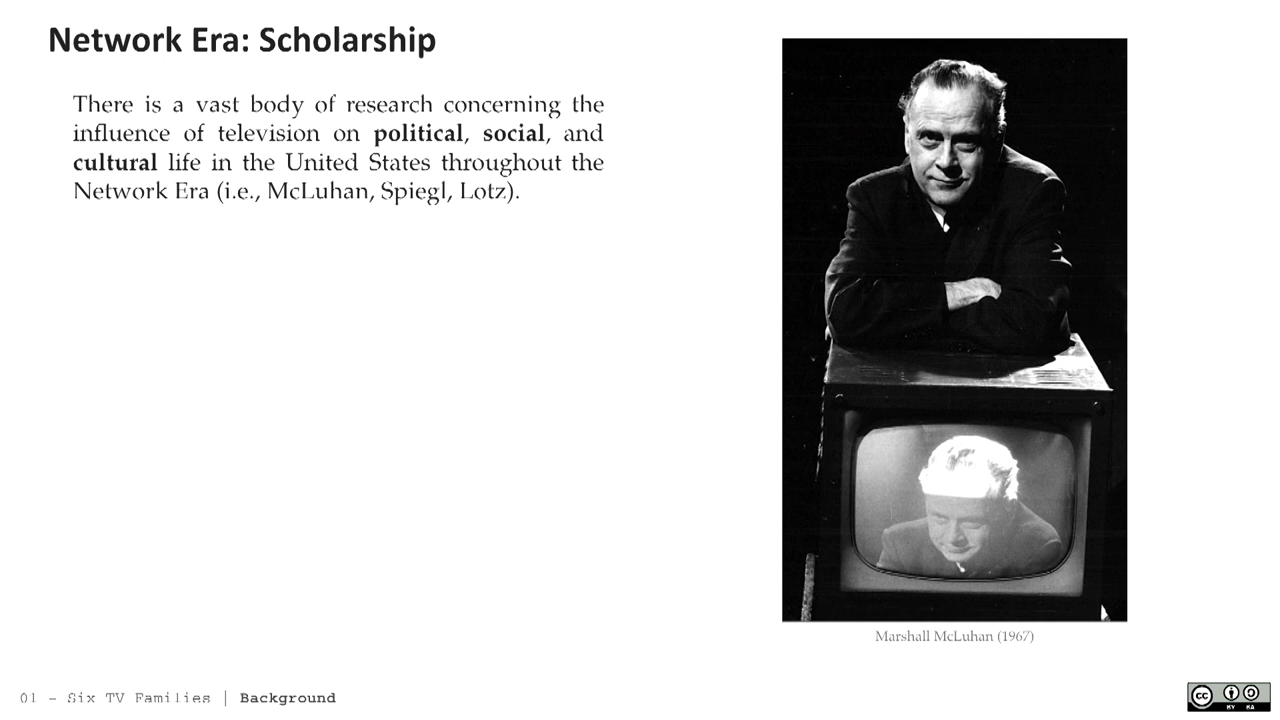 Network Era: Scholarship
There is a vast body of research concerning the
influence of television on political, social, and
cultural life in the United States throughout the
Network Era (i.e., McLuhan, Spiegl, Lotz).
Marshall McLuhan (1967)
01 – Six TV Families | Background
cc